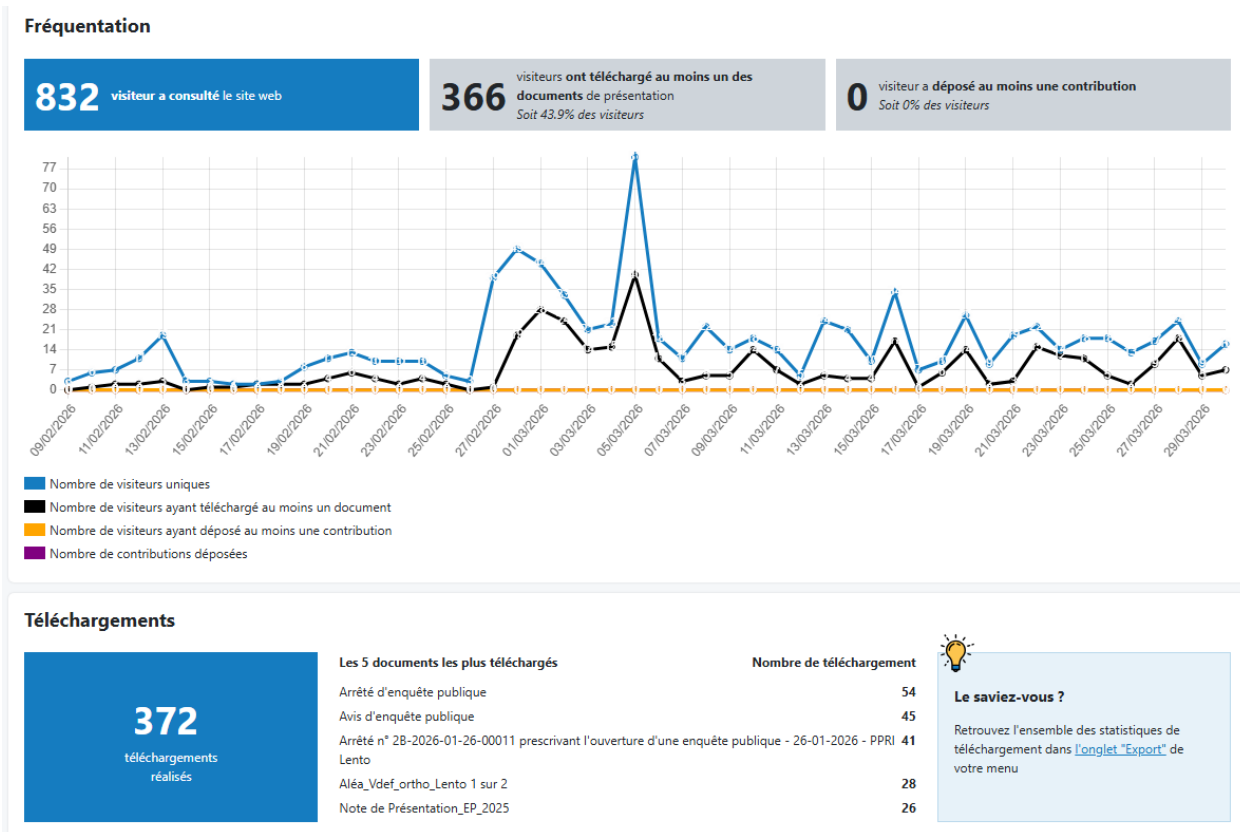 Fréquentation
832 visiteur a consulté le site web
366 visiteurs ont téléchargé au moins un des
documents de présentation
Soit 43.9% des visiteurs
0 visiteur a déposé au moins une contribution
Soit 0% des visiteurs
77
70
63
56
49
42
35
28
21
14
7
0
09/02/2026
11/02/2026
13/02/2026
15/02/2026
17/02/2026
19/02/2026
21/02/2026
23/02/2026
25/02/2026
27/02/2026
01/03/2026
03/03/2026
05/03/2026
07/03/2026
09/03/2026
11/03/2026
13/03/2026
15/03/2026
17/03/2026
19/03/2026
21/03/2026
23/03/2026
25/03/2026
27/03/2026
29/03/2026
Nombre de visiteurs uniques
Nombre de visiteurs ayant téléchargé au moins un document
Nombre de visiteurs ayant déposé au moins une contribution
Nombre de contributions déposées
Téléchargements
372
téléchargements
réalisés
Les 5 documents les plus téléchargés Nombre de téléchargement
Arrêté d'enquête publique 54
Avis d'enquête publique 45
Arrêté n° 2B-2026-01-26-00011 prescrivant l'ouverture d'une enquête publique - 26-01-2026 - PPRI 41
Lento
Aléa_Vdef_ortho_Lento 1 sur 2 28
Note de Présentation_EP_2025 26
Le saviez-vous ?
Retrouvez l'ensemble des statistiques de
téléchargement dans l'onglet "Export" de
votre menu